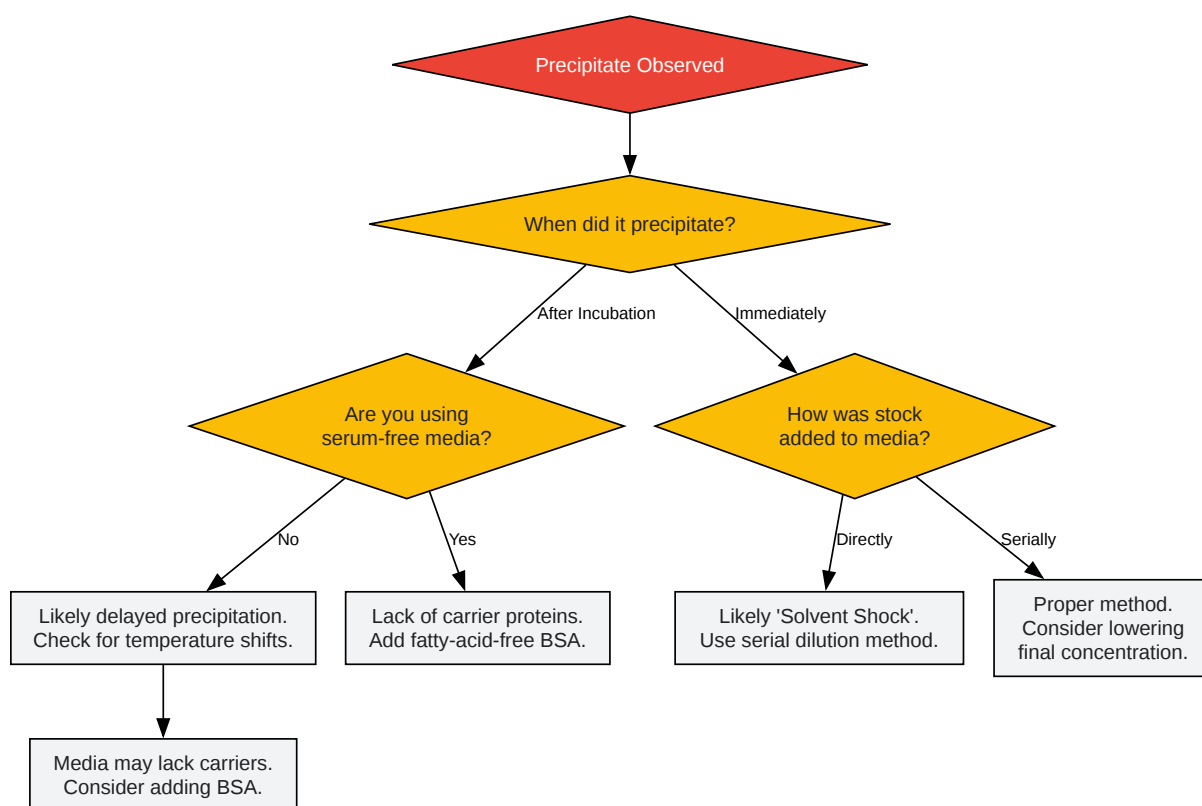 Precipitate Observed
When did it precipitate?
After Incubation
Immediately
Are you using
serum-free media?
How was stock
added to media?
No
Yes
Directly
Serially
Likely delayed precipitation.
Check for temperature shifts.
Lack of carrier proteins.
Add fatty-acid-free BSA.
Likely 'Solvent Shock'.
Use serial dilution method.
Proper method.
Consider lowering
final concentration.
Media may lack carriers.
Consider adding BSA.